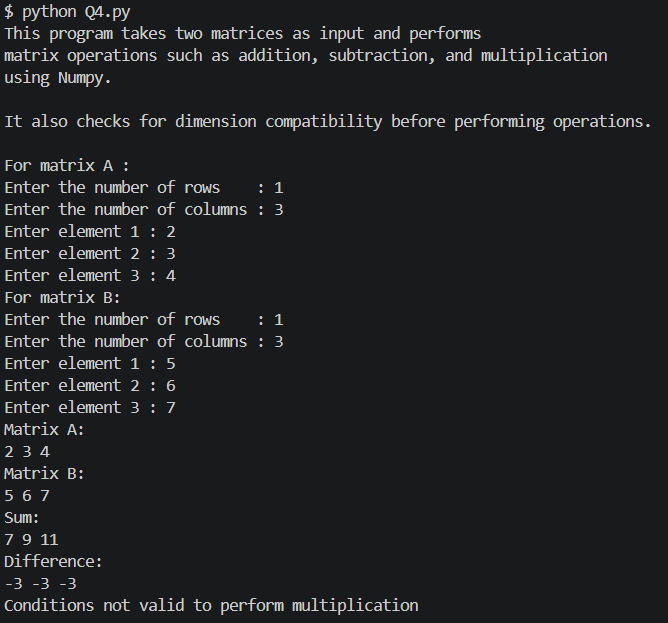 $ python Q4.py
This program takes two matrices as input and performs
matrix operations such as addition, subtraction, and multiplication
using Numpy.
It also checks for dimension compatibility before performing operations.
For matrix A :
Enter the number of rows    : 1
Enter the number of columns : 3
Enter element 1 : 2
Enter element 2 : 3
Enter element 3 : 4
For matrix B:
Enter the number of rows    : 1
Enter the number of columns : 3
Enter element 1 : 5
Enter element 2 : 6
Enter element 3 : 7
Matrix A:
2 3 4
Matrix B:
5 6 7
Sum:
7 9 11
Difference:
-3 -3 -3
Conditions not valid to perform multiplication